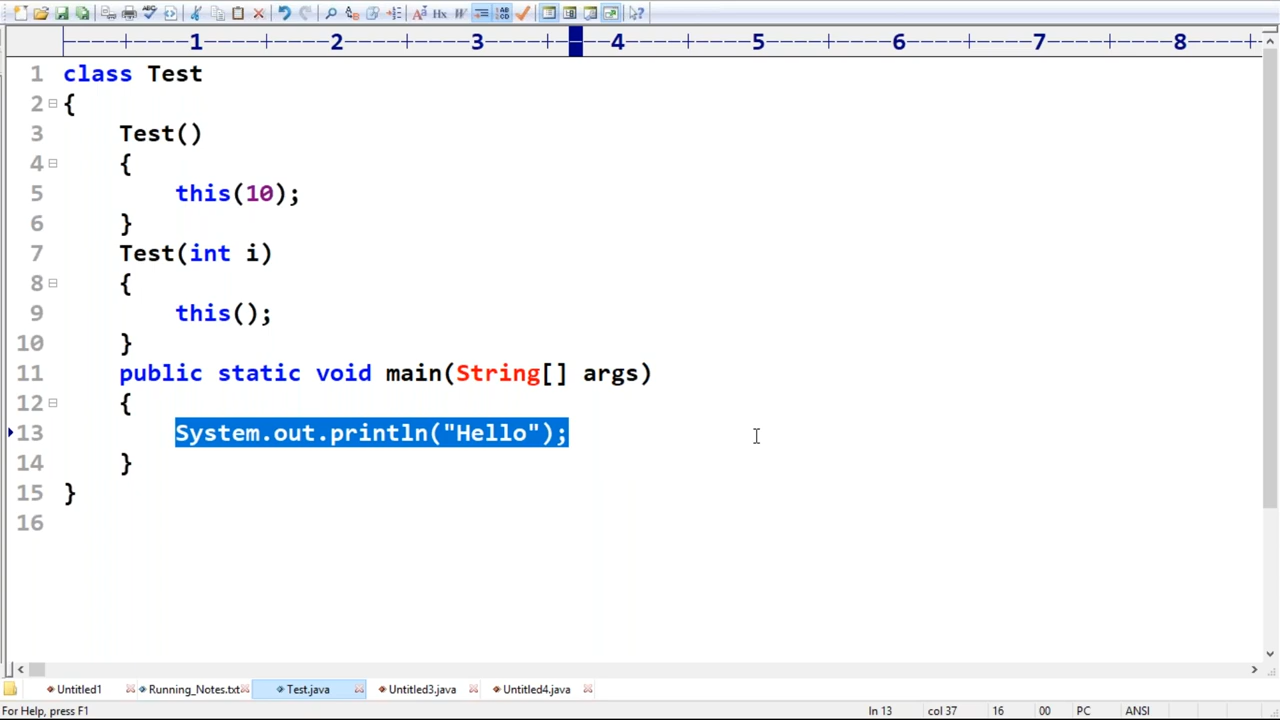 1 2 3 4 5 6 7 8
1 class Test
2 {
3 Test()
4 {
5 this(10);
6 }
7 Test(int i)
8 {
9 this();
10 }
11 public static void main(String[] args)
12 {
13 System.out.println("Hello");
14 }
15 }
16
Untitled1 Running_Notes.txt Test.java Untitled3.java Untitled4.java
For Help, press F1 ln 13 col 37 16 00 PC ANSI